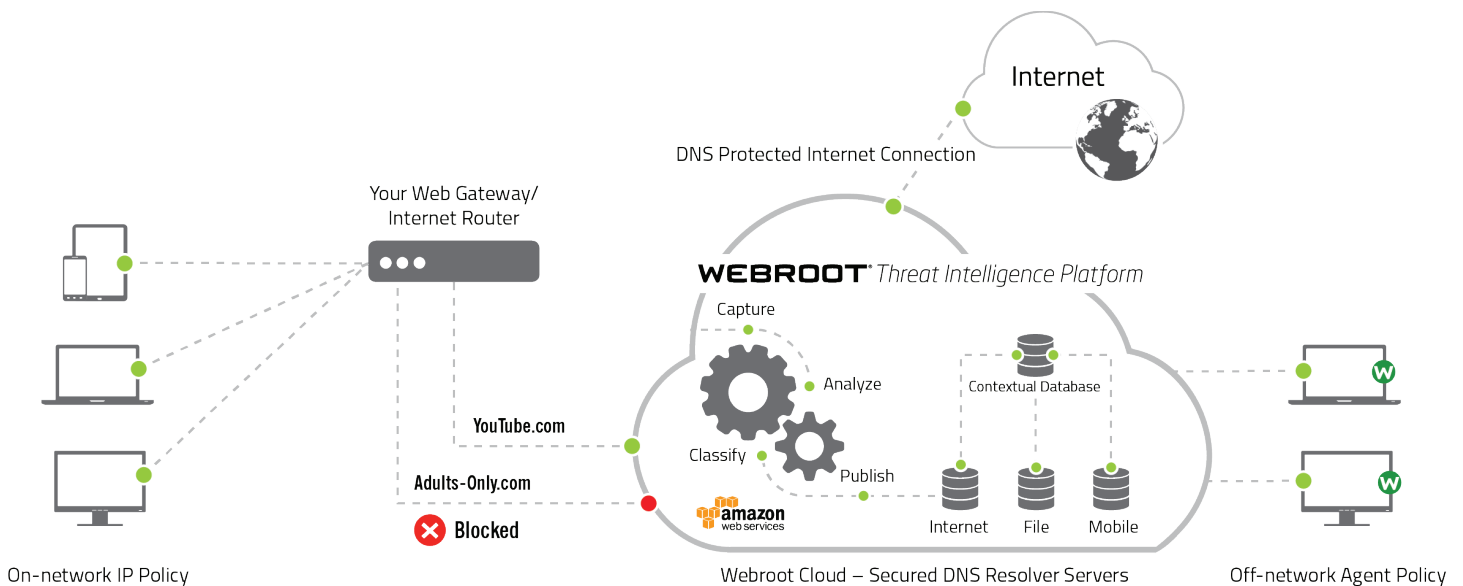 Internet
DNS Protected Internet Connection
Your Web Gateway/
Internet Router
WEBROOT® Threat Intelligence Platform
Capture
Analyze
Contextual Database
Classify
Publish
YouTube.com
Adults-Only.com
Blocked
amazon
web services
Internet
File
Mobile
W
W
On-network IP Policy
Webroot Cloud – Secured DNS Resolver Servers
Off-network Agent Policy